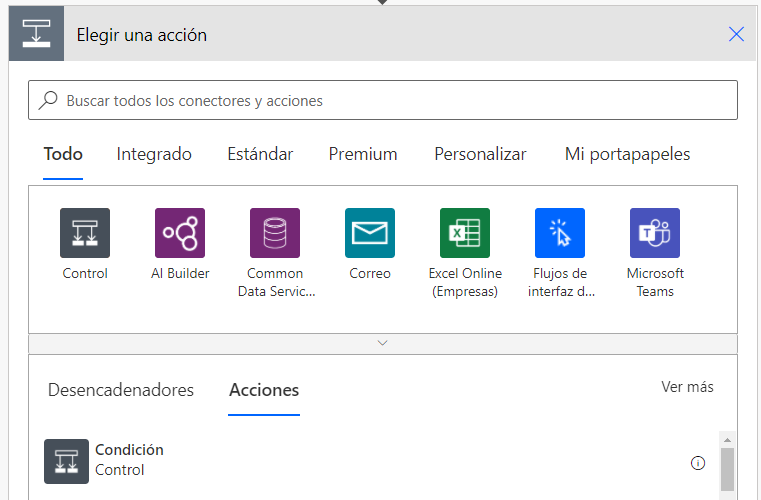 Elegir una acción
Buscar todos los conectores y acciones
Todo Integrado Estándar Premium Personalizar Mi portapapeles
Control AI Builder Common Correo Excel Online Flujos de Microsoft
Data Servic... (Empresas) interfaz d... Teams
Desencadenadores Acciones Ver más
Condición
Control